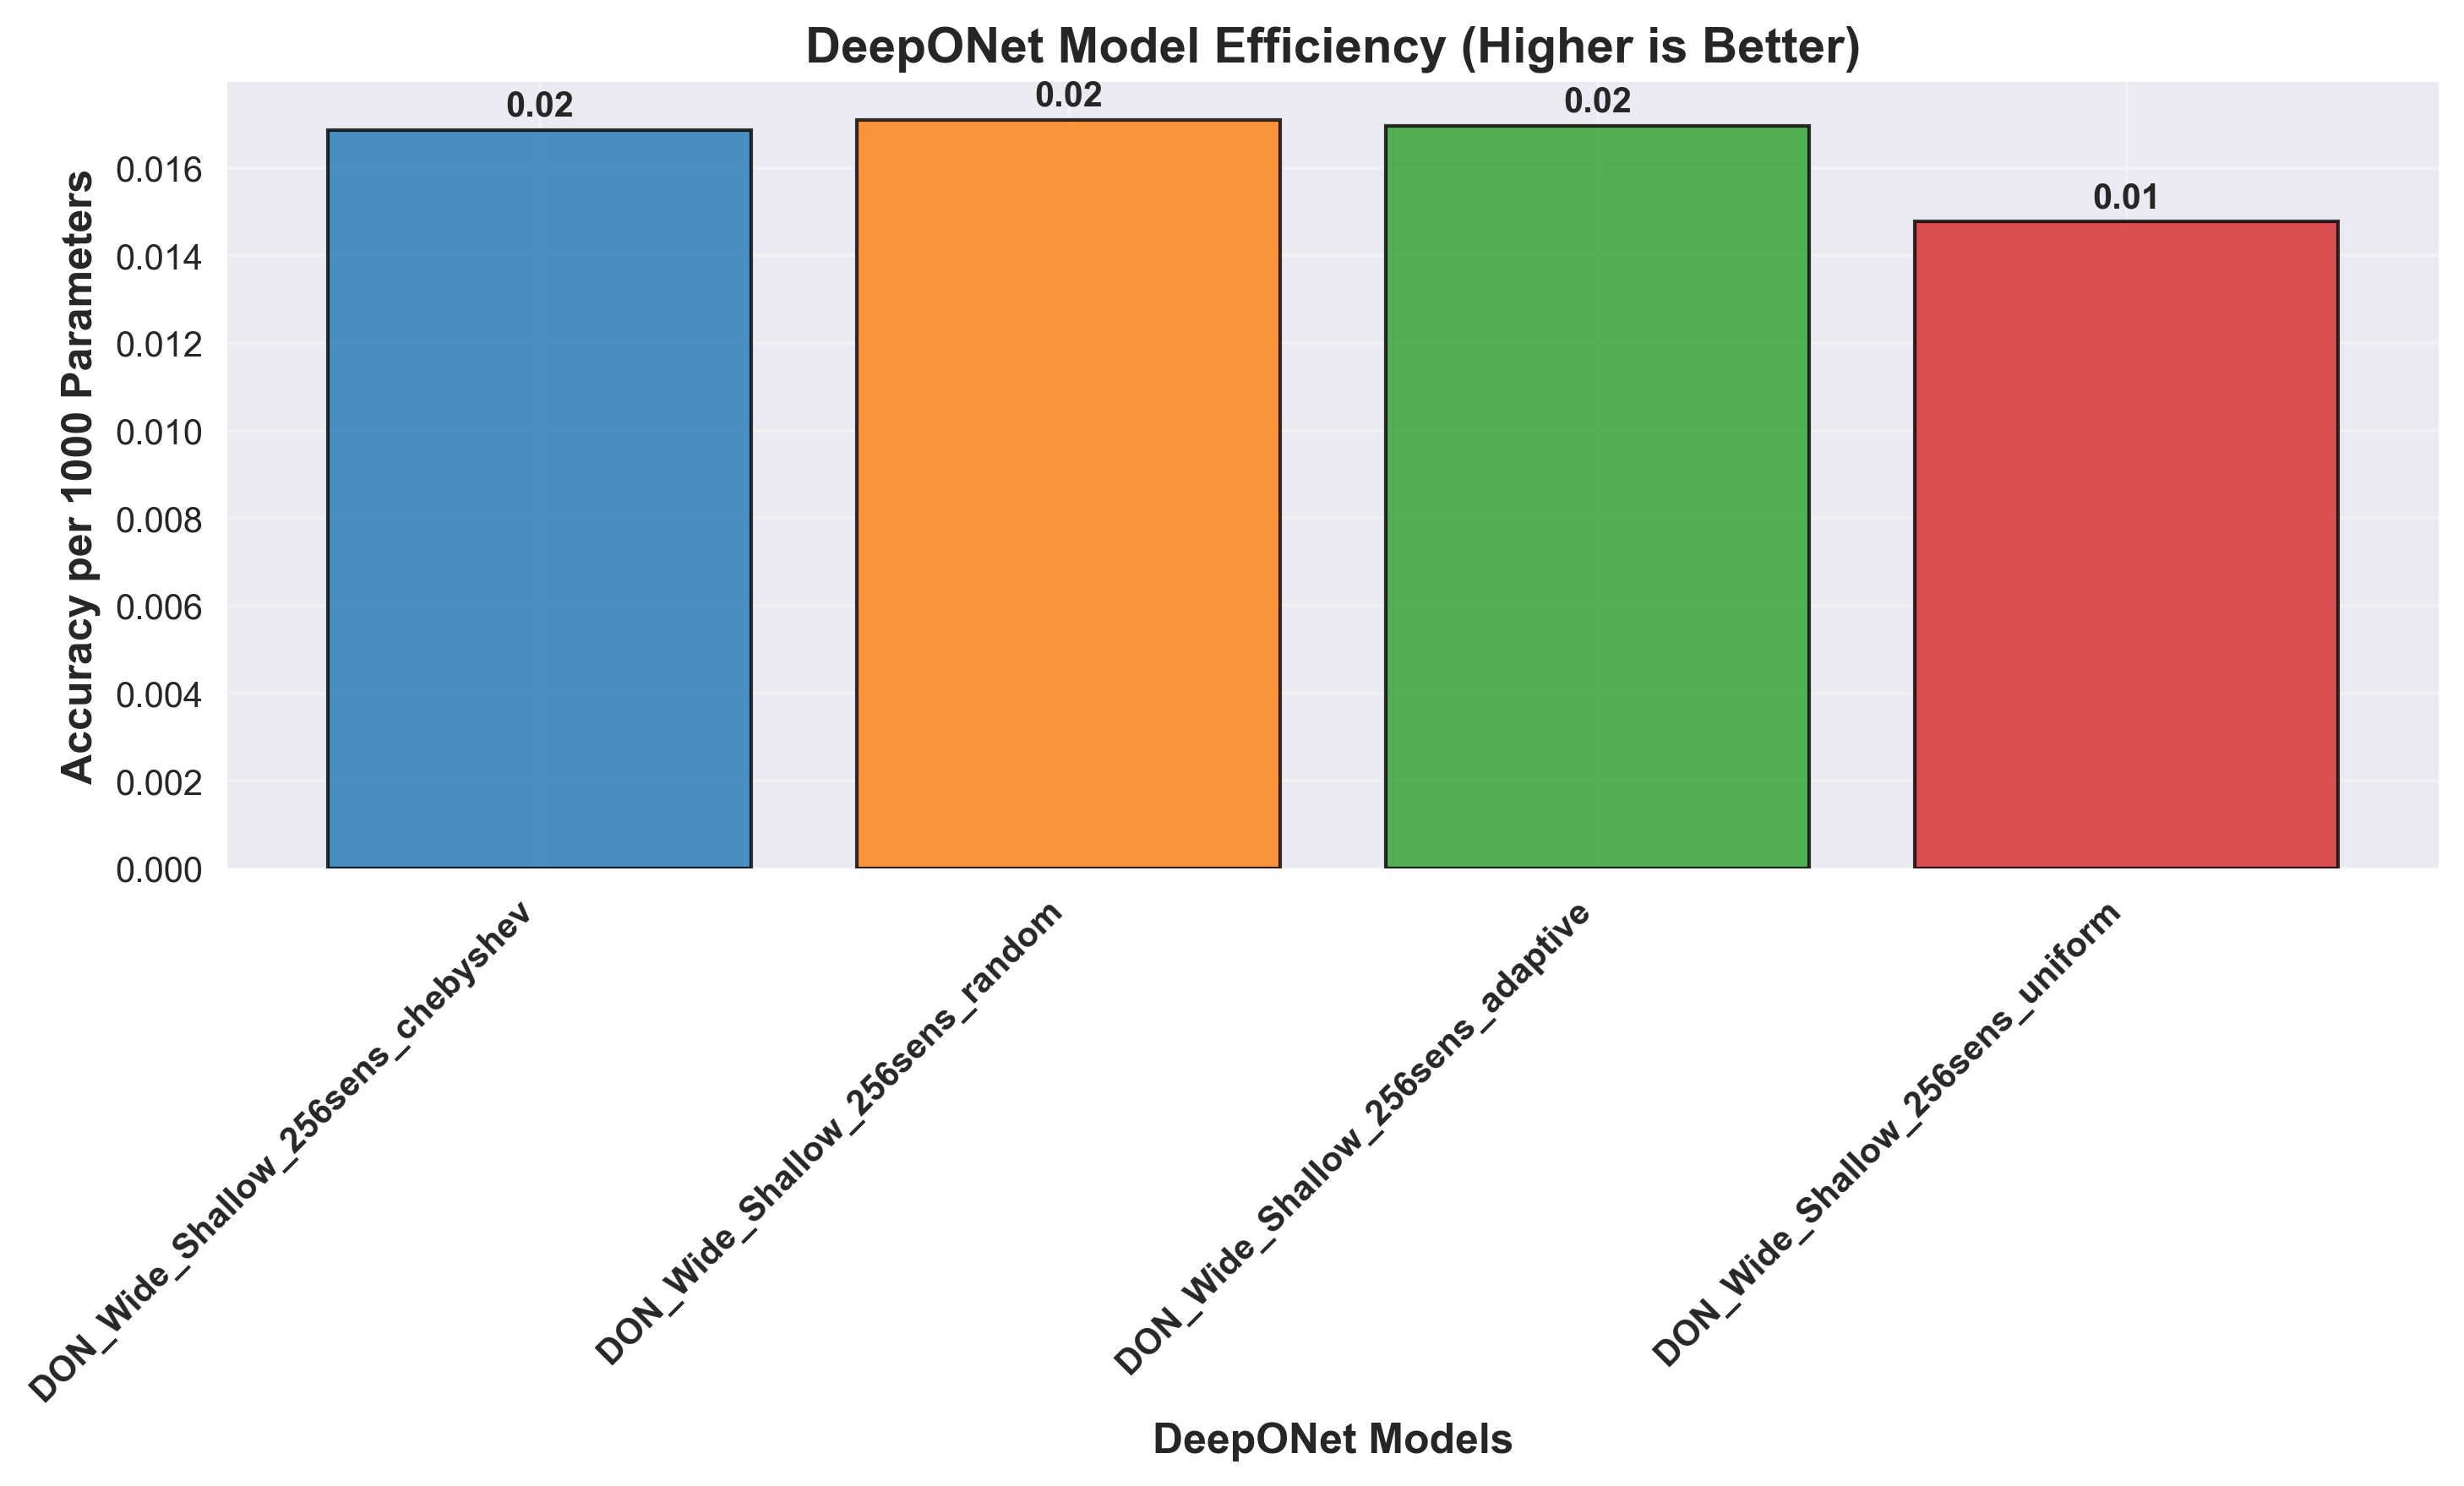 DeepONet Model Efficiency (Higher is Better)
0.02
0.02
0.02
0.01
Accuracy per 1000 Parameters
0.016
0.014
0.012
0.010
0.008
0.006
0.004
0.002
0.000
DON_Wide_Shallow_256sens_chebyshev
DON_Wide_Shallow_256sens_random
DON_Wide_Shallow_256sens_adaptive
DON_Wide_Shallow_256sens_uniform
DeepONet Models